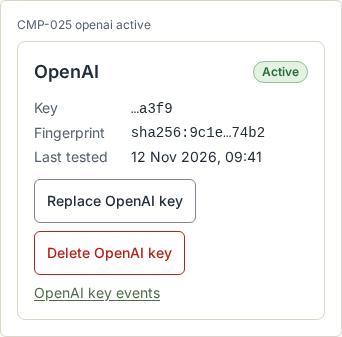 CMP-025 openai active
OpenAI Active
Key …a3f9
Fingerprint sha256:9c1e…74b2
Last tested 12 Nov 2026, 09:41
Replace OpenAI key
Delete OpenAI key
OpenAI key events